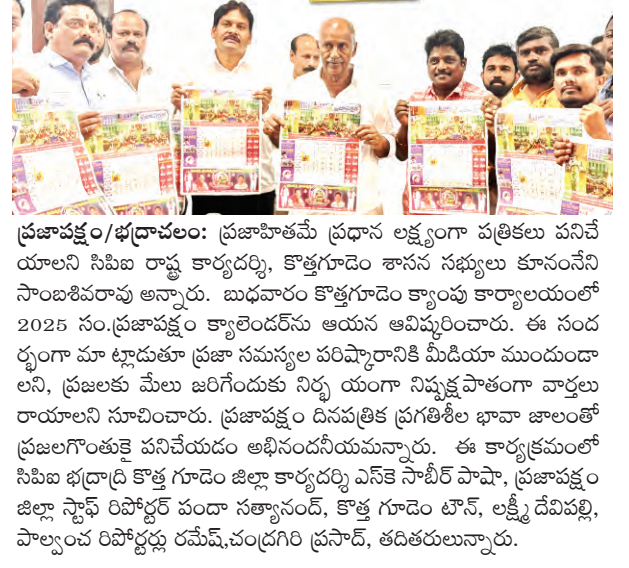 ప్రజాపక్షం/భద్రాచలం: ప్రజాహితమే ప్రధాన లక్ష్యంగా పత్రికలు పనిచే
యాలని సిపిఐ రాష్ట్ర కార్యదర్శి, కొత్తగూడెం శాసన సభ్యులు కూనంనేని
సాంబశివరావు అన్నారు. బుధవారం కొత్తగూడెం క్యాంపు కార్యాలయంలో
2025 సం.ప్రజాపక్షం క్యాలెండర్‌ను ఆయన ఆవిష్కరించారు. ఈ సంద
ర్భంగా మా ట్లాడుతూ ప్రజా సమస్యల పరిష్కారానికి మీడియా ముందుండా
లని, ప్రజలకు మేలు జరిగేందుకు నిర్భ యంగా నిష్పక్షపాతంగా వార్తలు
రాయాలని సూచించారు. ప్రజాపక్షం దినపత్రిక ప్రగతిశీల భావా జాలంతో
ప్రజలగొంతుకై పనిచేయడం అభినందనీయమన్నారు. ఈ కార్యక్రమంలో
సిపిఐ భద్రాద్రి కొత్త గూడెం జిల్లా కార్యదర్శి ఎస్‌కె సాబీర్ పాషా, ప్రజాపక్షం
జిల్లా స్టాఫ్ రిపోర్టర్ పందా సత్యానంద్, కొత్త గూడెం టౌన్, లక్ష్మీ దేవిపల్లి,
పాల్వంచ రిపోర్టర్లు రమేష్,చంద్రగిరి ప్రసాద్, తదితరులున్నారు.